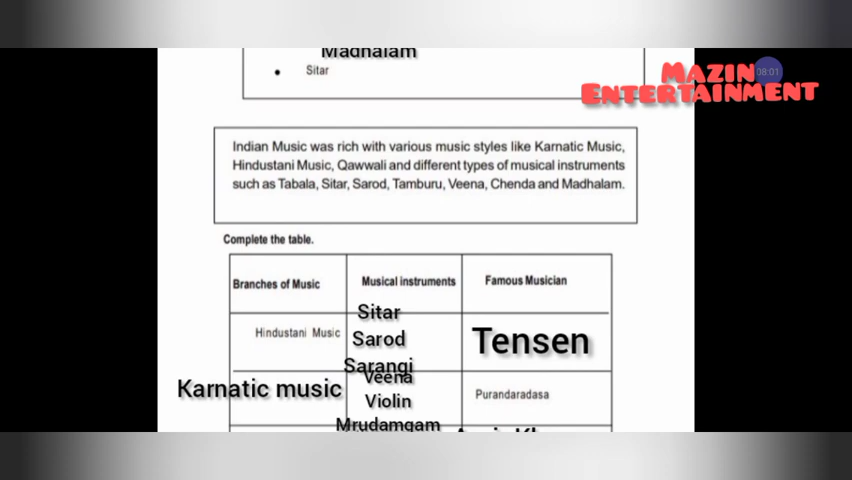 Madhalam
• Sitar
MAZIN
08:01
ENTERTAINMENT
Indian Music was rich with various music styles like Karnatic Music,
Hindustani Music, Qawwali and different types of musical instruments
such as Tabala, Sitar, Sarod, Tamburu, Veena, Chenda and Madhalam.
Complete the table.
Branches of Music Musical instruments Famous Musician
Hindustani Music
Sitar
Sarod
Sarangi
Tensen
Karnatic music
Veena
Violin
Mrudamgam
Purandaradasa